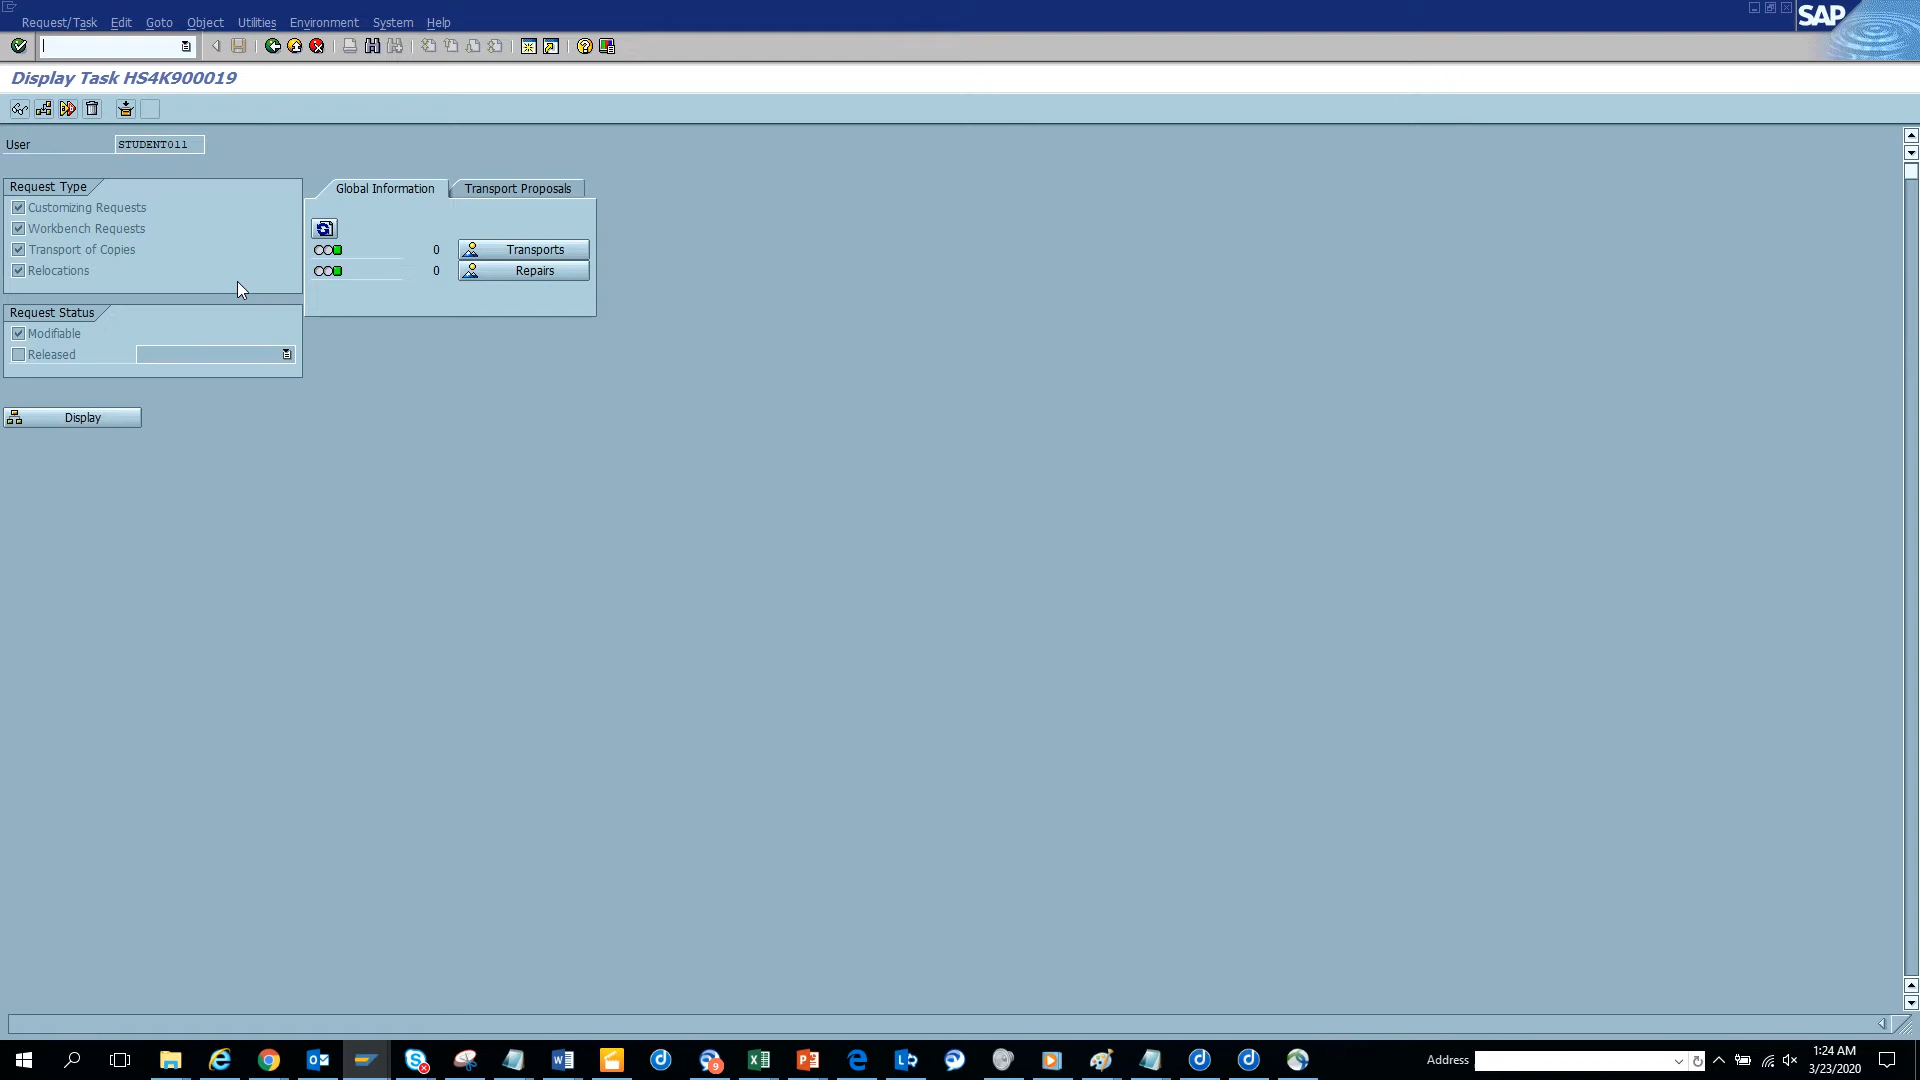 Request/Task Edit Goto Object Utilities Environment System Help
SAP
Display Task HS4K900019
User STUDENT011
Request Type
Customizing Requests
Workbench Requests
Transport of Copies
Relocations
Global Information Transport Proposals
0 Transports
0 Repairs
Request Status
Modifiable
Released
Display
Address
1:24 AM
3/23/2020
9